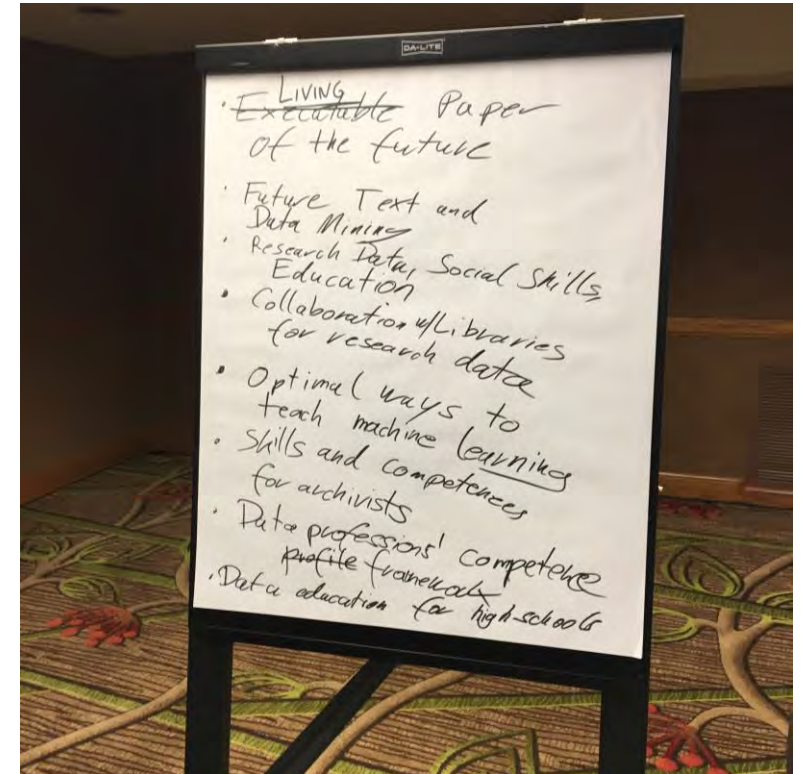 DA-LITE
LIVING
· Executable Paper
of the future
· Future Text and
Data Mining
· Research Data, Social Skills,
Education
• Collaboration w/Libraries
for research data
• Optimal ways to
teach machine learning
• Skills and competences
for archivists
· Data professions' competence
profile framework
· Data education for high-schools